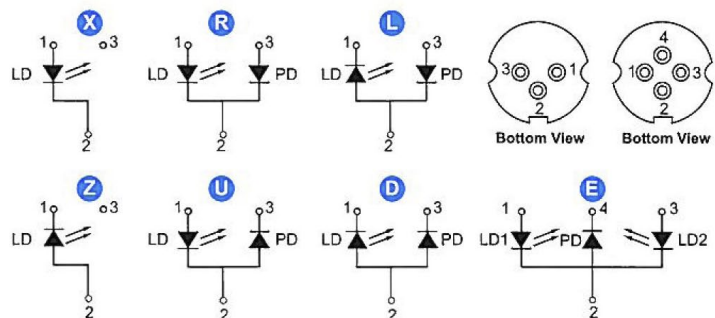 X R L
1 3 1 3 1 3 4
LD LD PD LD PD 3 1 1 3
2 2
2 2 2 Bottom View Bottom View
Z U D E
1 3 1 3 1 3 1 4 3
LD LD PD LD PD LD1 PD LD2
2 2 2 2